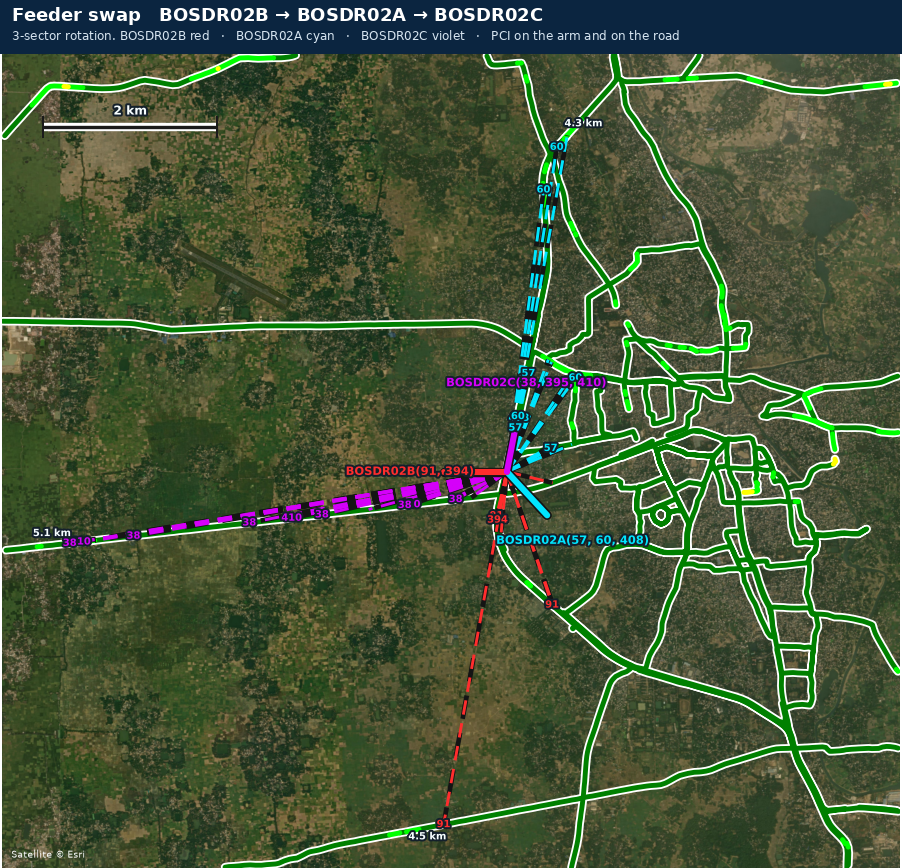 Feeder swap BOSDR02B → BOSDR02A → BOSDR02C
3-sector rotation. BOSDR02B red · BOSDR02A cyan · BOSDR02C violet · PCI on the arm and on the road
2 km
4.3 km
60
60
57
60
BOSDR02C(38, 395, 410)
60
57
57
BOSDR02B(91, 394)
38
38
410
38
38
394
5.1 km
38
BOSDR02A(57, 60, 408)
91
91
4.5 km
Satellite © Esri